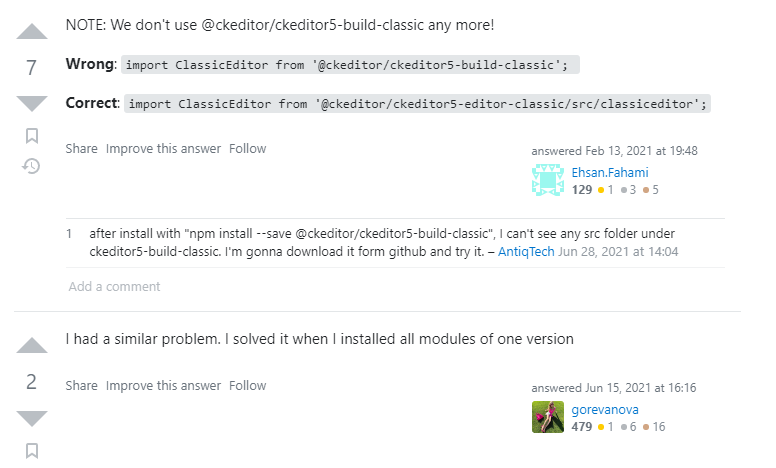 NOTE: We don't use @ckeditor/ckeditor5-build-classic any more!
7
Wrong: import ClassicEditor from '@ckeditor/ckeditor5-build-classic';
Correct: import ClassicEditor from '@ckeditor/ckeditor5-editor-classic/src/classiceditor';
Share Improve this answer Follow
answered Feb 13, 2021 at 19:48
Ehsan.Fahami
129 1 3 5
1 after install with "npm install --save @ckeditor/ckeditor5-build-classic", I can't see any src folder under
ckeditor5-build-classic. I'm gonna download it form github and try it. – AntiqTech Jun 28, 2021 at 14:04
Add a comment
I had a similar problem. I solved it when I installed all modules of one version
2
Share Improve this answer Follow
answered Jun 15, 2021 at 16:16
gorevanova
479 1 6 16